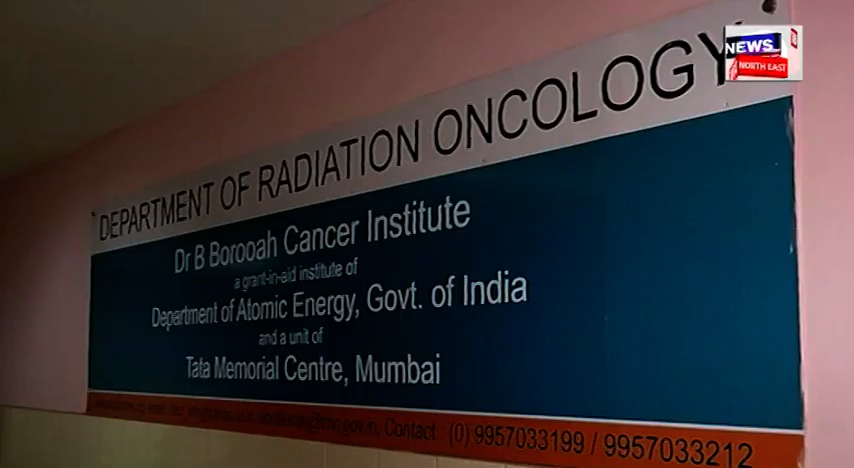 NEWS
NORTH EAST
DEPARTMENT OF RADIATION ONCOLOGY
Dr B Borooah Cancer Institute
a grant-in-aid institute of
Department of Atomic Energy, Govt. of India
and a unit of
Tata Memorial Centre, Mumbai
Contact : (0) 9957033199 / 9957033212